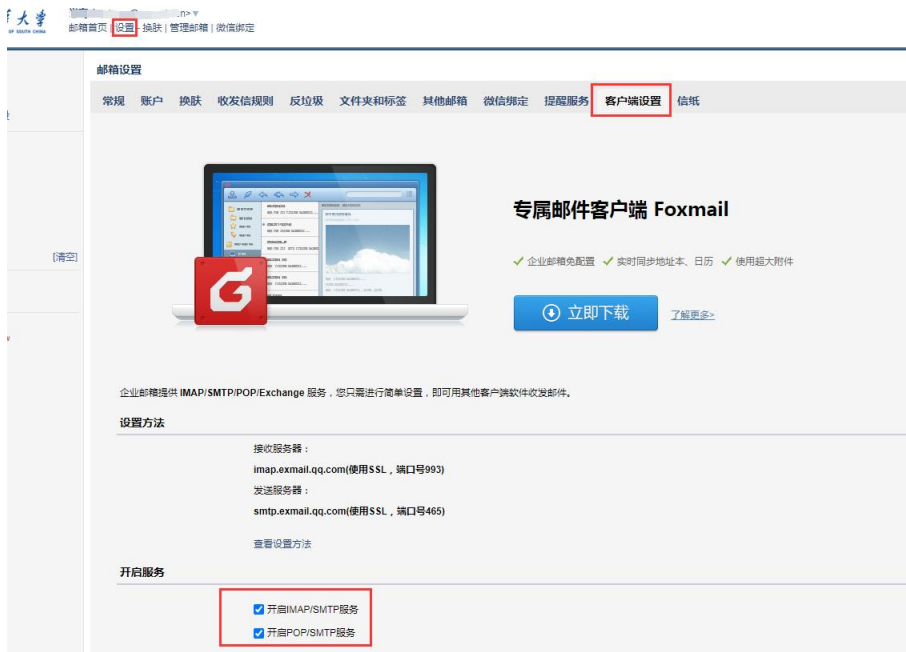 大学
OF SOUTH CHINA
邮箱首页 | 设置 - 换肤 | 管理邮箱 | 微信绑定
邮箱设置
常规 账户 换肤 收发信规则 反垃圾 文件夹和标签 其他邮箱 微信绑定 提醒服务 客户端设置 信纸
专属邮件客户端 Foxmail
企业邮箱免配置 实时同步地址本、日历 使用超大附件
[清空]
立即下载 了解更多>
企业邮箱提供 IMAP/SMTP/POP/Exchange 服务，您只需进行简单设置，即可用其他客户端软件收发邮件。
设置方法
接收服务器：
imap.exmail.qq.com(使用SSL，端口号993)
发送服务器：
smtp.exmail.qq.com(使用SSL，端口号465)
查看设置方法
开启服务
开启IMAP/SMTP服务
开启POP/SMTP服务